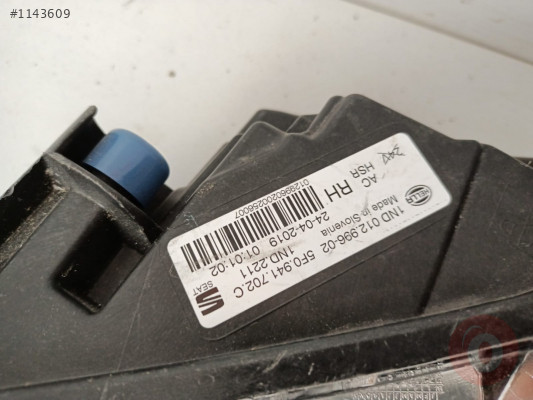 #1143609
HELLA
1ND 012.996-02 5F0.941.702.C
Made in Slovenia
1ND.2211
24-04-2019 01:01:02
AC RH
HSR
SEAT